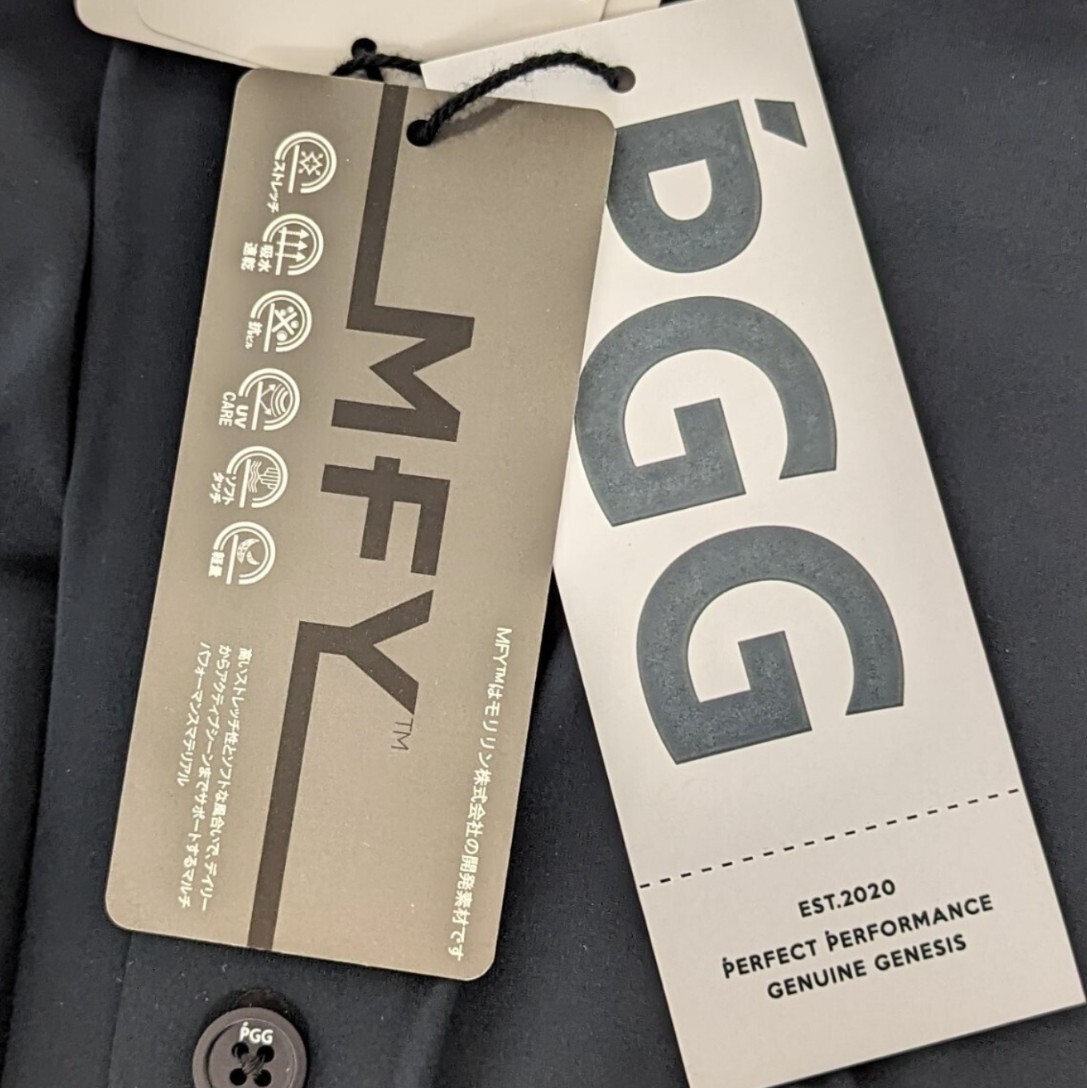 MFY™
ストレッチ
吸水
速乾
抗ピル
UV
CARE
ソフト
タッチ
軽量
高いストレッチ性とソフトな風合いで、デイリー
からアクティブシーンまでサポートするマルチ
パフォーマンスマテリアル
MFY™はモリリン株式会社の開発素材です
ṔGG
EST.2020
ṔERFECT ṔERFORMANCE
GENUINE GENESIS
ṔGG